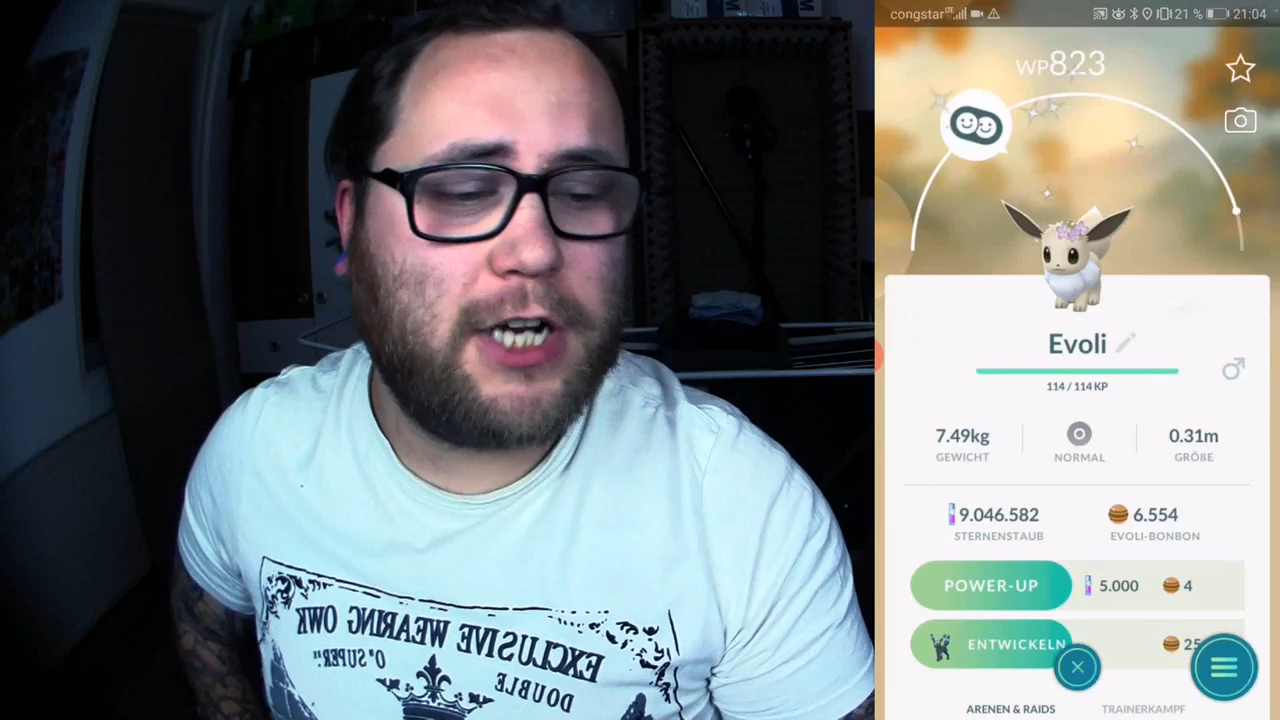 EXCLUSIVE WEARING OWK
O"SUPER":
DOUBLE
congstar LTE 21 % 21:04
WP823
Evoli
114 / 114 KP
7.49kg
GEWICHT
NORMAL
0.31m
GRÖßE
9.046.582
STERNENSTAUB
6.554
EVOLI-BONBON
POWER-UP 5.000 4
ENTWICKELN 25
ARENEN & RAIDS TRAINERKAMPF